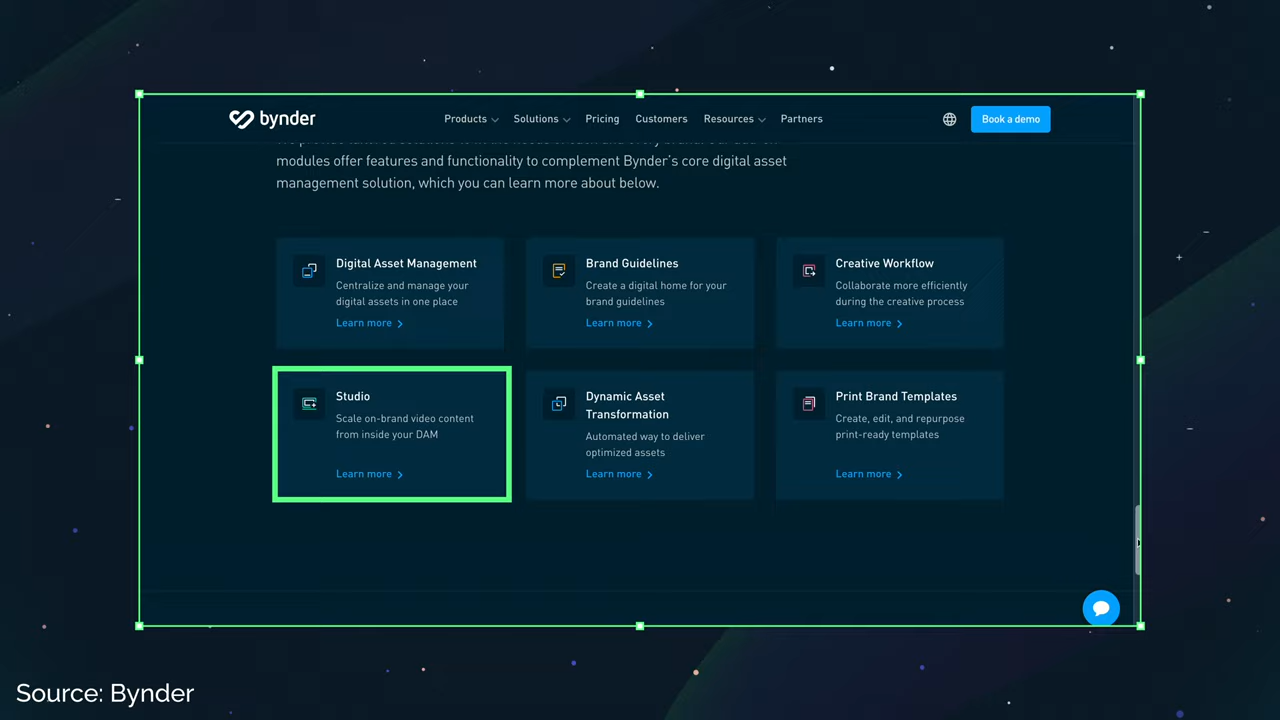 bynder
Products
Solutions
Pricing
Customers
Resources
Partners
Book a demo
modules offer features and functionality to complement Bynder's core digital asset
management solution, which you can learn more about below.
Digital Asset Management
Centralize and manage your
digital assets in one place
Learn more
Brand Guidelines
Create a digital home for your
brand guidelines
Learn more
Creative Workflow
Collaborate more efficiently
during the creative process
Learn more
Studio
Scale on-brand video content
from inside your DAM
Learn more
Dynamic Asset
Transformation
Automated way to deliver
optimized assets
Learn more
Print Brand Templates
Create, edit, and repurpose
print-ready templates
Learn more
Source: Bynder